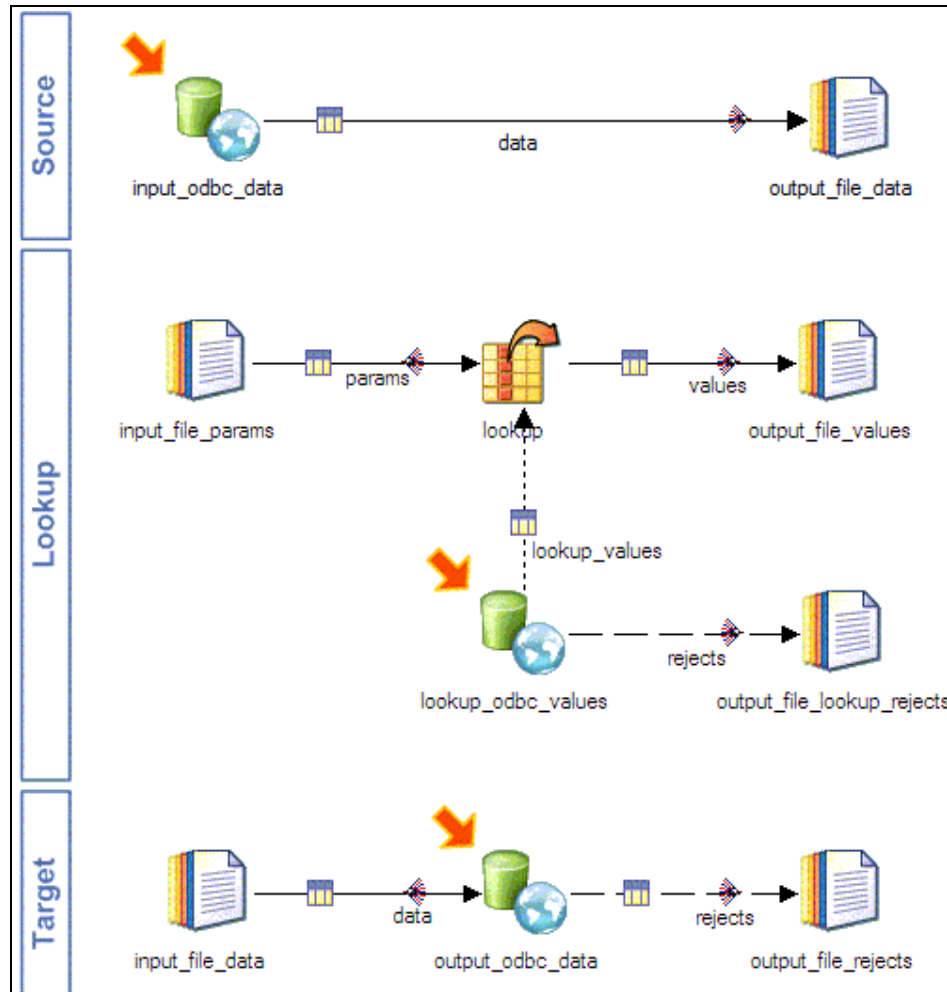 Source
data
input_odbc_data
output_file_data
Lookup
params
values
input_file_params
lookup
output_file_values
lookup_values
rejects
lookup_odbc_values
output_file_lookup_rejects
Target
data
rejects
input_file_data
output_odbc_data
output_file_rejects